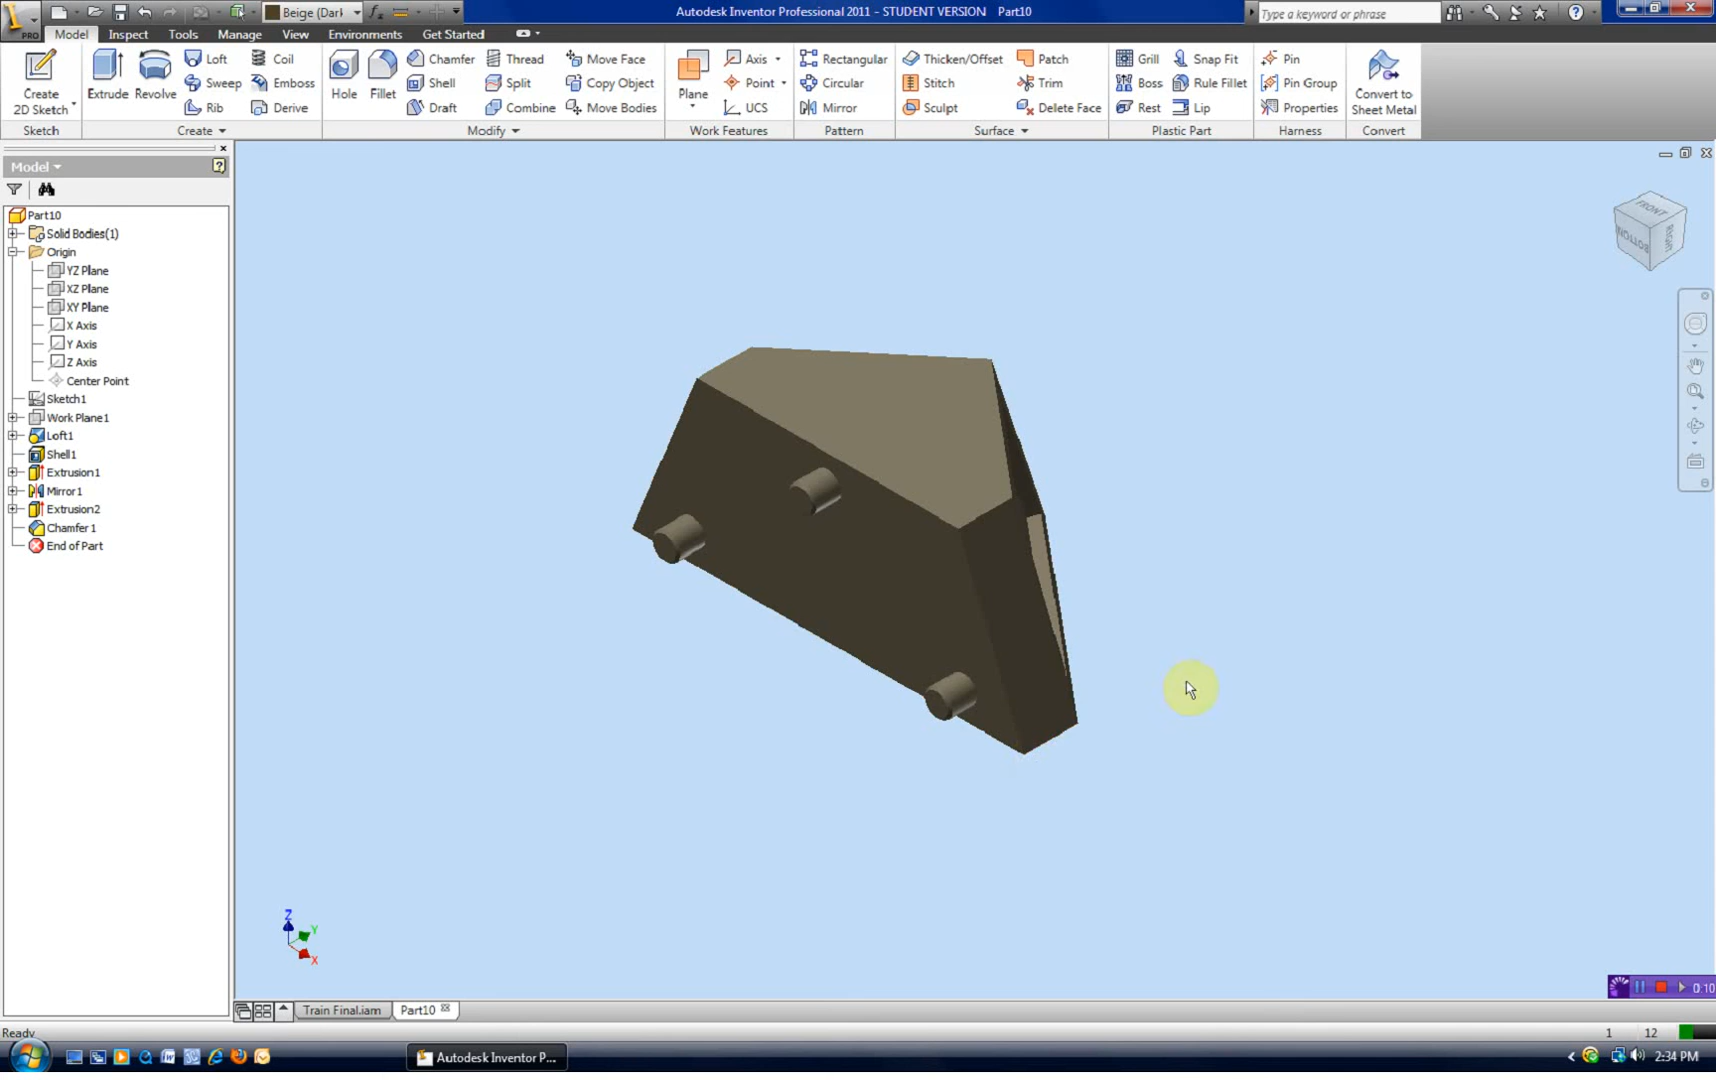 Beige (Dark
Autodesk Inventor Professional 2011 - STUDENT VERSION Part10
Type a keyword or phrase
PRO
Model Inspect Tools Manage View Environments Get Started
Create
2D Sketch
Extrude
Revolve
Loft
Sweep
Rib
Coil
Emboss
Derive
Hole
Fillet
Chamfer
Shell
Draft
Thread
Split
Combine
Move Face
Copy Object
Move Bodies
Plane
Axis
Point
UCS
Rectangular
Circular
Mirror
Thicken/Offset
Stitch
Sculpt
Patch
Trim
Delete Face
Grill
Boss
Rest
Snap Fit
Rule Fillet
Lip
Pin
Pin Group
Properties
Convert to
Sheet Metal
Sketch Create Modify Work Features Pattern Surface Plastic Part Harness Convert
Model
Part10
Solid Bodies(1)
Origin
YZ Plane
XZ Plane
XY Plane
X Axis
Y Axis
Z Axis
Center Point
Sketch1
Work Plane1
Loft1
Shell1
Extrusion1
Mirror1
Extrusion2
Chamfer1
End of Part
FRONT
BOTTOM
RIGHT
Z
Y
X
0:10
Train Final.iam Part10
Ready
1 12
Autodesk Inventor P...
2:34 PM